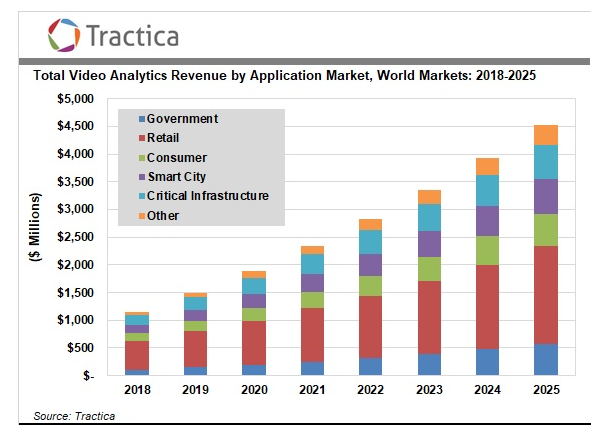 Tractica
Total Video Analytics Revenue by Application Market, World Markets: 2018-2025
$5,000
$4,500
$4,000
$3,500
$3,000
$2,500
$2,000
$1,500
$1,000
$500
$-
($ Millions)
Government
Retail
Consumer
Smart City
Critical Infrastructure
Other
2018 2019 2020 2021 2022 2023 2024 2025
Source: Tractica